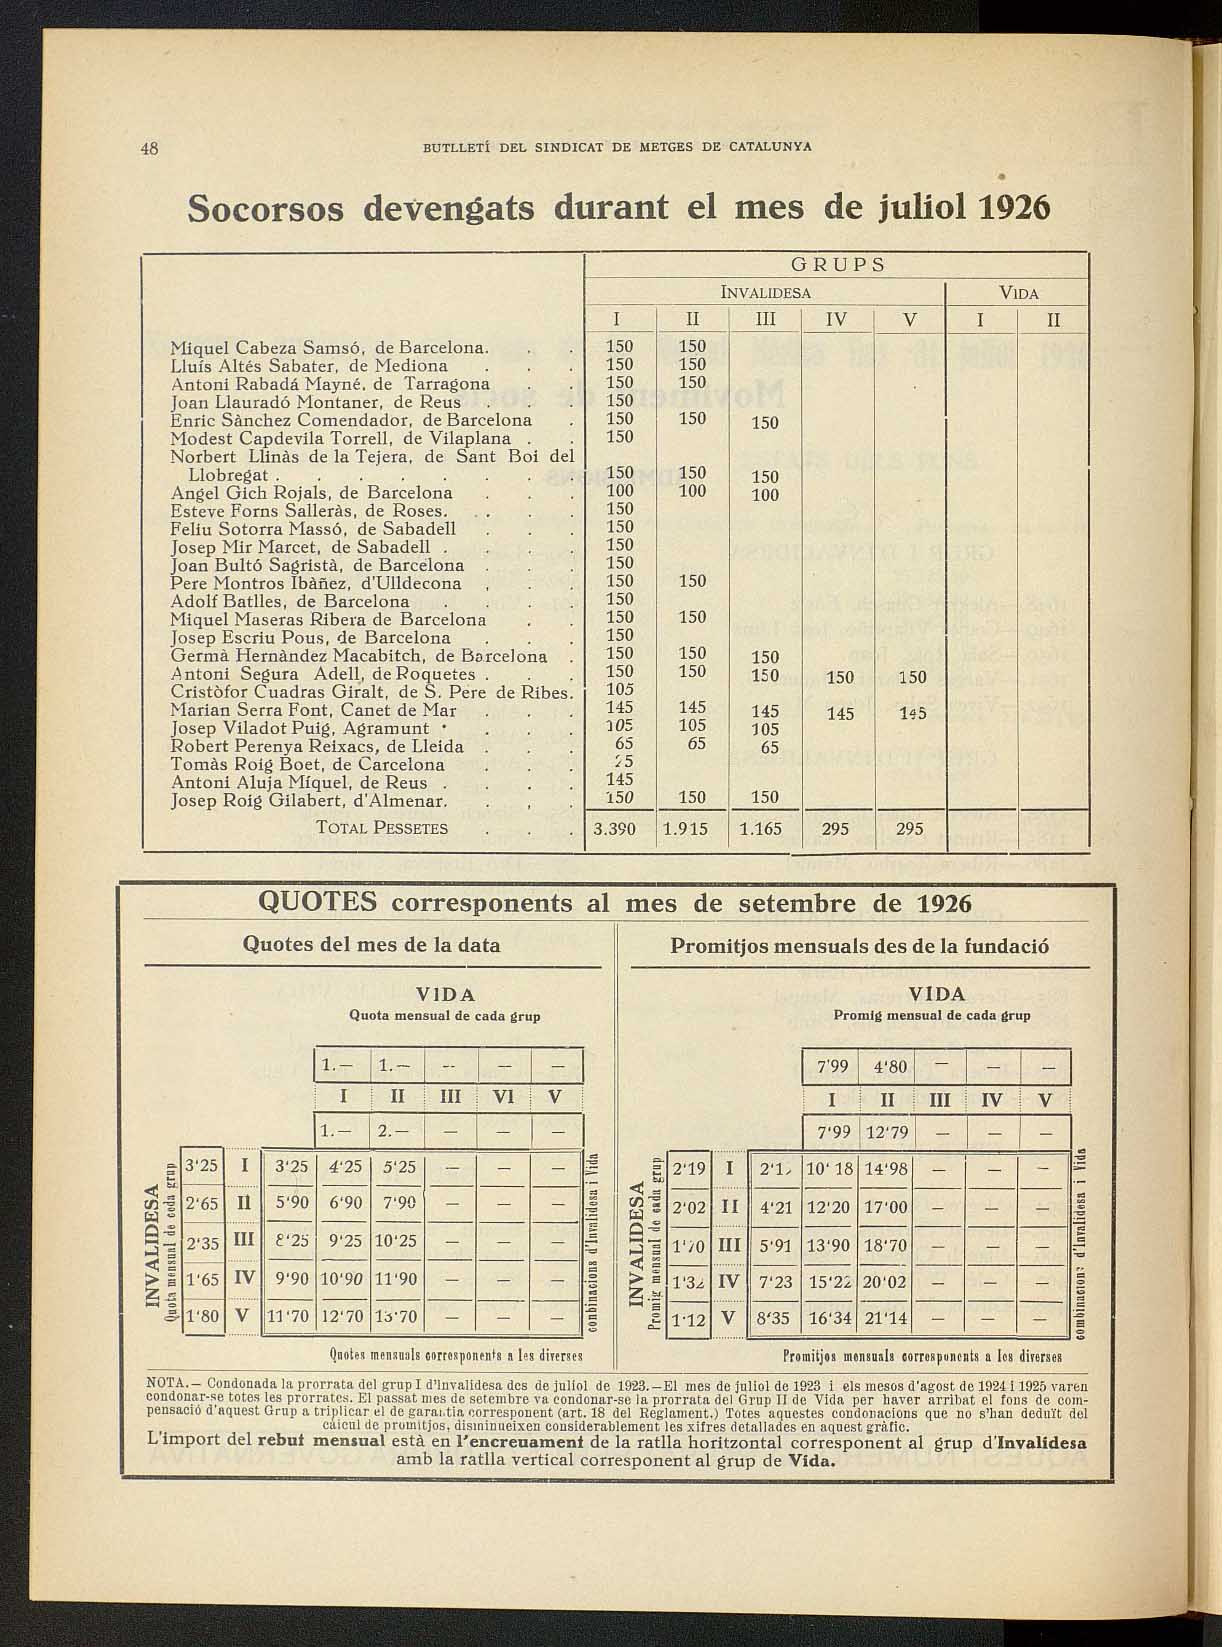 48
BUTLLETÍ DEL SINDICAT DE METGES DE CATALUNYA
Socorsos devengats durant el mes de juliol 1926
GRUPS
INVALIDESA VIDA
I II III IV V I II
Miquel Cabeza Samsó, de Barcelona. 150 150
Lluís Altés Sabater, de Mediona 150 150
Antoni Rabadá Mayné. de Tarragona 150 150
Joan Llauradó Montaner, de Reus 150
Enric Sànchez Comendador, de Barcelona 150 150 150
Modest Capdevila Torrell, de Vilaplana 150
Norbert Llinàs de la Tejera, de Sant Boi del
Llobregat 150 150 150
Angel Gich Rojals, de Barcelona 100 100 100
Esteve Forns Salleràs, de Roses. 150
Feliu Sotorra Massó, de Sabadell 150
Josep Mir Marcet, de Sabadell 150
Joan Bultó Sagristà, de Barcelona 150
Pere Montros Ibàñez, d'Ulldecona 150 150
Adolf Batlles, de Barcelona 150
Miquel Maseras Ribera de Barcelona 150 150
Josep Escriu Pous, de Barcelona 150
Germà Hernàndez Macabitch, de Barcelona 150 150 150
Antoni Segura Adell, de Roquetes 150 150 150 150 150
Cristòfor Cuadras Giralt, de S. Pere de Ribes. 105
Marian Serra Font, Canet de Mar 145 145 145 145 145
Josep Viladot Puig, Agramunt 105 105 105
Robert Perenya Reixacs, de Lleida 65 65 65
Tomàs Roig Boet, de Carcelona
Antoni Aluja Míquel, de Reus 145
Josep Roig Gilabert, d'Almenar. 150 150 150
TOTAL PESSETES 3.390 1.915 1.165 295 295
QUOTES corresponents al mes de setembre de 1926
Quotes del mes de la data
VIDA
Quota mensual de cada grup
1.— 1.— -- — —
I II III VI V
1.— 2.— — — —
INVALIDESA
Quota mensual de ceda grup
3'25 I 3'25 4'25 5'25 — — —
2'65 II 5'90 6'90 7'90 — — —
2'35 III 8'25 9'25 10'25 — — —
1'65 IV 9'90 10'90 11'90 — — —
1'80 V 11'70 12'70 13'70 — — —
conbinacions d'Invalidesa i Vida
Quotes mensuals corresponents a les diverses
Promitjos mensuals des de la fundació
VIDA
Promig mensual de cada grup
7'99 4'80 — — —
I II III IV V
7'99 12'79 — — —
INVALIDESA
Promig mensual de cada grup
2'19 I 10'18 14'98 — — —
2'02 II 4'21 12'20 17'00 — — —
III 5'91 13'90 18'70 — — —
IV 7'23 15'22 20'02 — — —
1'12 V 8'35 16'34 21'14 — — —
combinacions d'Invalidesa i Vida
Promitjos mensuals corresponents a les diverses
NOTA.— Condonada la prorrata del grup I d'Invalidesa des de juliol de 1923.—El mes de juliol de 1923 i els mesos d'agost de 1924 i 1925 varen
condonar-se totes les prorrates. El passat mes de setembre va condonar-se la prorrata del Grup II de Vida per haver arribat el fons de com-
pensació d'aquest Grup a triplicar el de garantia corresponent (art. 18 del Reglament.) Totes aquestes condonacions que no s'han deduït del
càlcul de promitjos, disminueixen considerablement les xifres detallades en aquest gràfic.
L'import del rebut mensual està en l'encreuament de la ratlla horitzontal corresponent al grup d'Invalidesa
amb la ratlla vertical corresponent al grup de Vida.